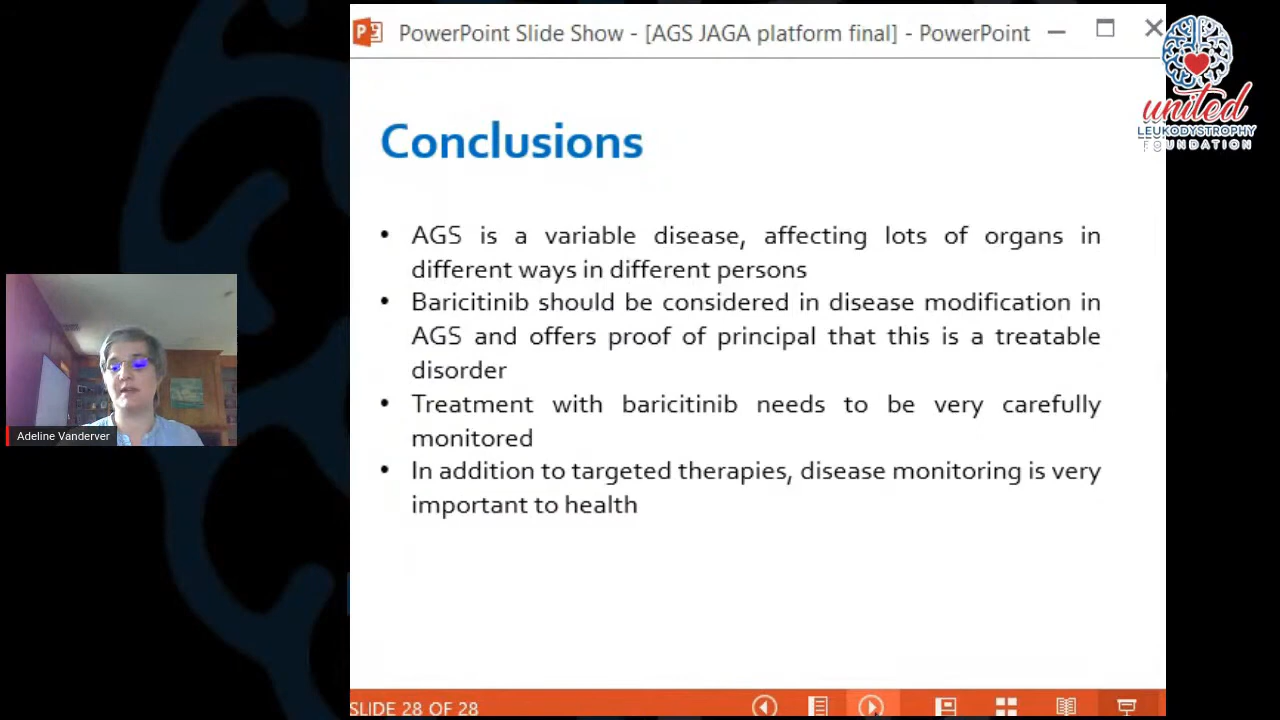 PowerPoint Slide Show - [AGS JAGA platform final] - PowerPoint
united
LEUKODYSTROPHY
FOUNDATION
Conclusions
• AGS is a variable disease, affecting lots of organs in
different ways in different persons
• Baricitinib should be considered in disease modification in
AGS and offers proof of principal that this is a treatable
disorder
• Treatment with baricitinib needs to be very carefully
monitored
• In addition to targeted therapies, disease monitoring is very
important to health
Adeline Vanderver
SLIDE 28 OF 28